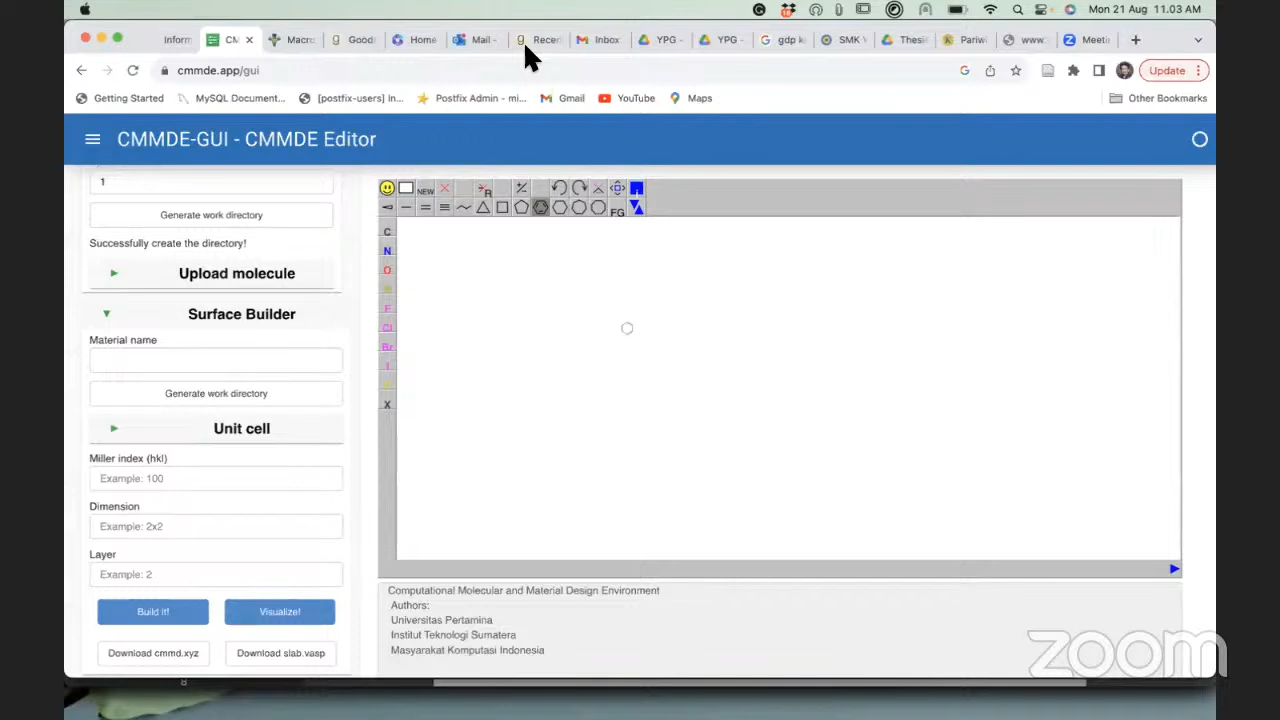 Mon 21 Aug 11.03 AM
Inform
CM
Macro
Goodr
Home
Mail -
Recen
Inbox
YPG -
YPG -
gdp k
SMK
Thesi
Pariw
www.
Meeti
cmmde.app/gui
Update
Getting Started
MySQL Document...
[postfix-users] in...
Postfix Admin - mi...
Gmail
YouTube
Maps
Other Bookmarks
CMMDE-GUI - CMMDE Editor
1
Generate work directory
Successfully create the directory!
Upload molecule
Surface Builder
Material name
Generate work directory
Unit cell
Miller index (hkl)
Example: 100
Dimension
Example: 2x2
Layer
Example: 2
Build it!
Visualize!
Download cmmd.xyz
Download slab.vasp
NEW
R
FG
C
N
O
F
Cl
Br
I
X
Computational Molecular and Material Design Environment
Authors:
Universitas Pertamina
Institut Teknologi Sumatera
Masyarakat Komputasi Indonesia
zoom
8